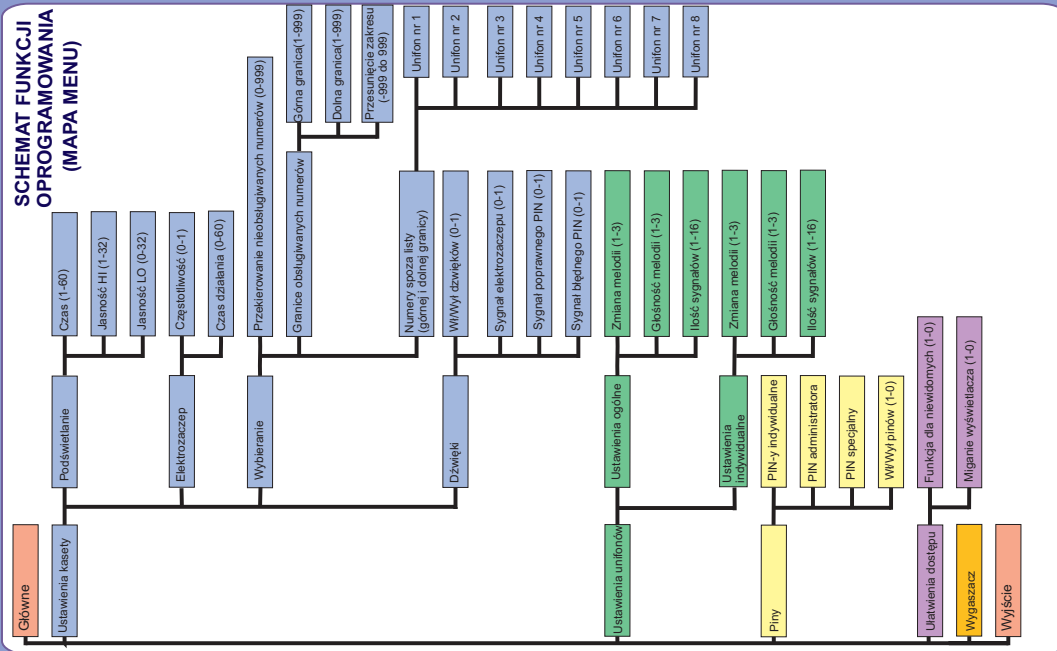 SCHEMAT FUNKCJI
OPROGRAMOWANIA
(MAPA MENU)
Główne
Ustawienia kasety
Podświetlanie
Czas (1-60)
Jasność HI (1-32)
Jasność LO (0-32)
Elektrozaczep
Częstotliwość (0-1)
Czas działania (0-60)
Wybieranie
Przekierowanie nieobsługiwanych numerów (0-999)
Granice obsługiwanych numerów
Górna granica(1-999)
Dolna granica(1-999)
Przesunięcie zakresu
(-999 do 999)
Numery spoza listy
(górnej i dolnej granicy)
Unifon nr 1
Unifon nr 2
Unifon nr 3
Unifon nr 4
Unifon nr 5
Unifon nr 6
Unifon nr 7
Unifon nr 8
Dźwięki
Wł/Wył dzwięków (0-1)
Sygnał elektrozaczepu (0-1)
Sygnał poprawnego PIN (0-1)
Sygnał błędnego PIN (0-1)
Ustawienia unifonów
Ustawienia ogólne
Zmiana melodii (1-3)
Głośność melodii (1-3)
Ilość sygnałów (1-16)
Ustawienia
indywidualne
Zmiana melodii (1-3)
Głośność melodii (1-3)
Ilość sygnałów (1-16)
Piny
PIN-y indywidualne
PIN administratora
PIN specjalny
Wł/Wył pinów (1-0)
Ułatwienia dostępu
Funkcja dla niewidomych (1-0)
Miganie wyświetlacza (1-0)
Wygaszacz
Wyjście